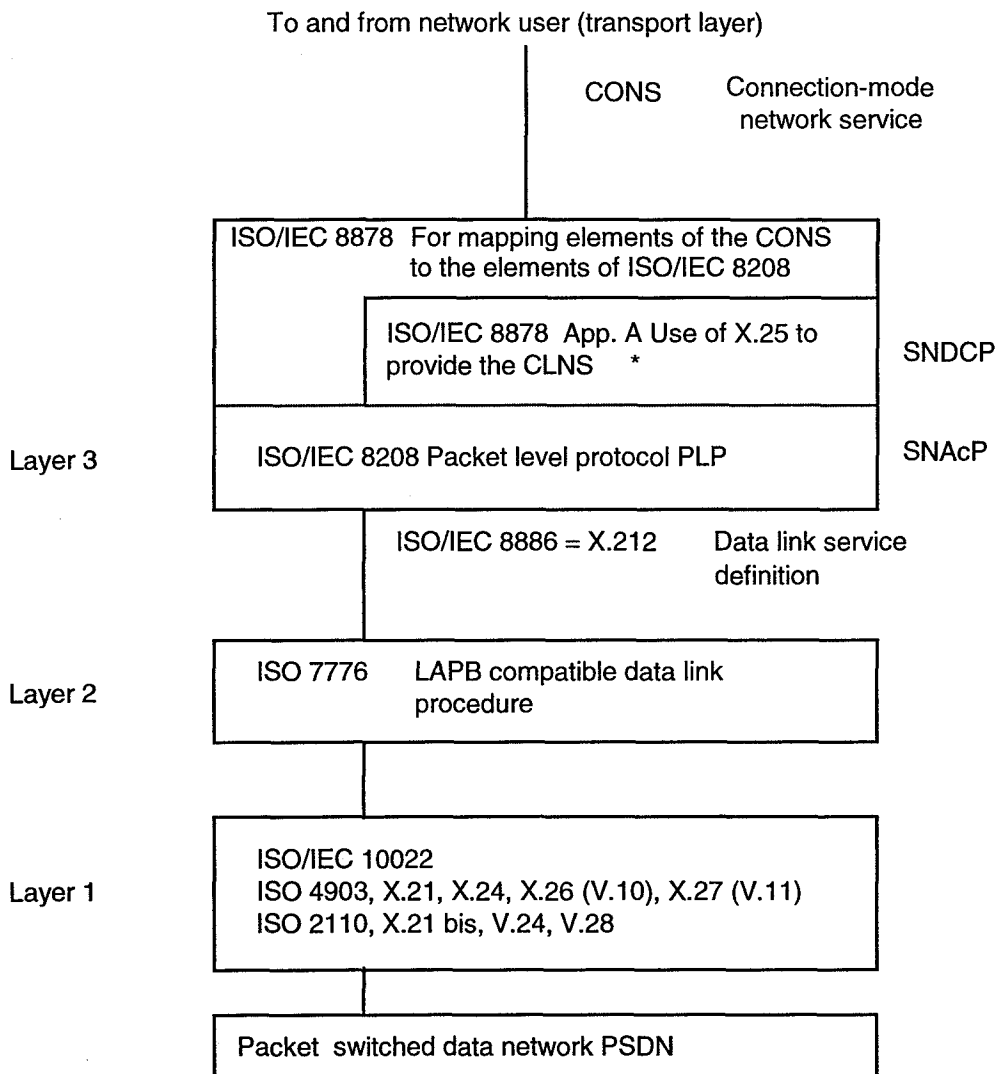 To and from network user (transport layer)
CONS Connection-mode
network service
ISO/IEC 8878 For mapping elements of the CONS
to the elements of ISO/IEC 8208
ISO/IEC 8878 App. A Use of X.25 to
provide the CLNS *
SNDCP
Layer 3
ISO/IEC 8208 Packet level protocol PLP
SNAcP
ISO/IEC 8886 = X.212 Data link service
definition
Layer 2
ISO 7776 LAPB compatible data link
procedure
Layer 1
ISO/IEC 10022
ISO 4903, X.21, X.24, X.26 (V.10), X.27 (V.11)
ISO 2110, X.21 bis, V.24, V.28
Packet switched data network PSDN